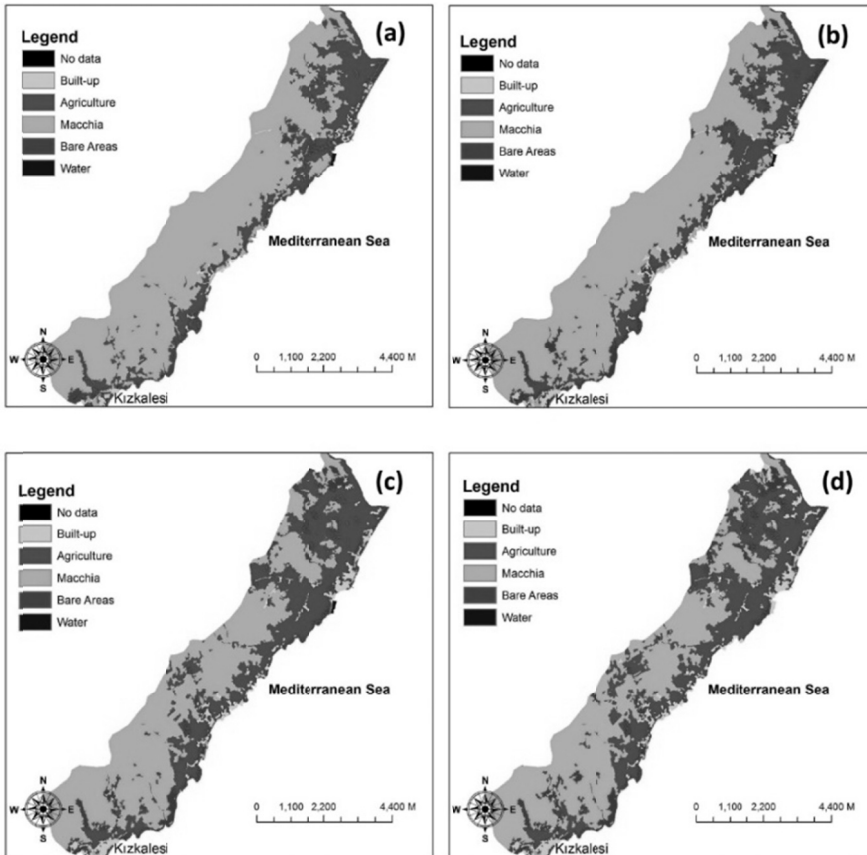 (a)
Legend
No data
Built-up
Agriculture
Macchia
Bare Areas
Water
Mediterranean Sea
N
W E
S
0 1,100 2,200 4,400 M
Kızkalesi
(b)
Legend
No data
Built-up
Agriculture
Macchia
Bare Areas
Water
Mediterranean Sea
N
W E
S
0 1,100 2,200 4,400 M
Kızkalesi
(c)
Legend
No data
Built-up
Agriculture
Macchia
Bare Areas
Water
Mediterranean Sea
N
W E
S
0 1,100 2,200 4,400 M
Kızkalesi
(d)
Legend
No data
Built-up
Agriculture
Macchia
Bare Areas
Water
Mediterranean Sea
N
W E
S
0 1,100 2,200 4,400 M
Kızkalesi